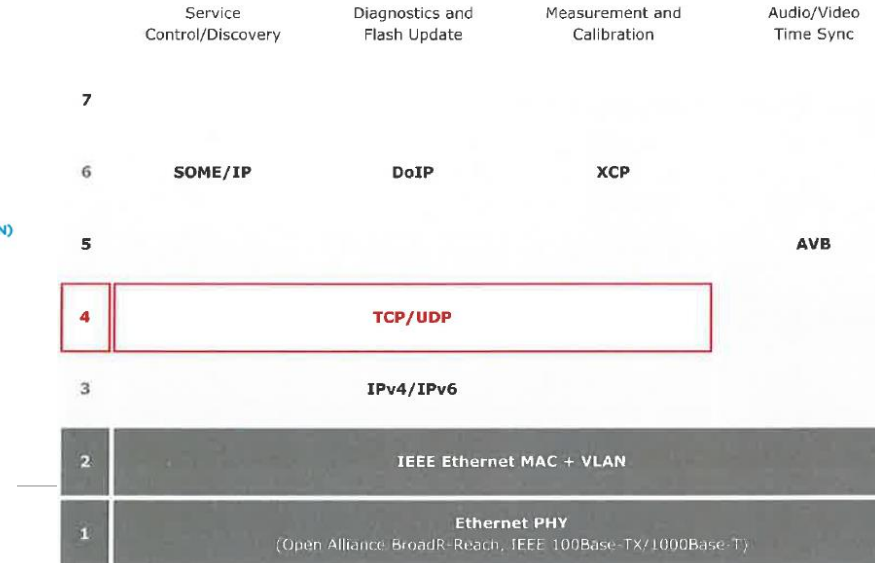 Service Control/Discovery
Diagnostics and Flash Update
Measurement and Calibration
Audio/Video Time Sync
7
6 SOME/IP DoIP XCP
N)
5 AVB
4 TCP/UDP
3 IPv4/IPv6
2 IEEE Ethernet MAC + VLAN
1 Ethernet PHY
(Open Alliance BroadR-Reach, IEEE 100Base-TX/1000Base-T)